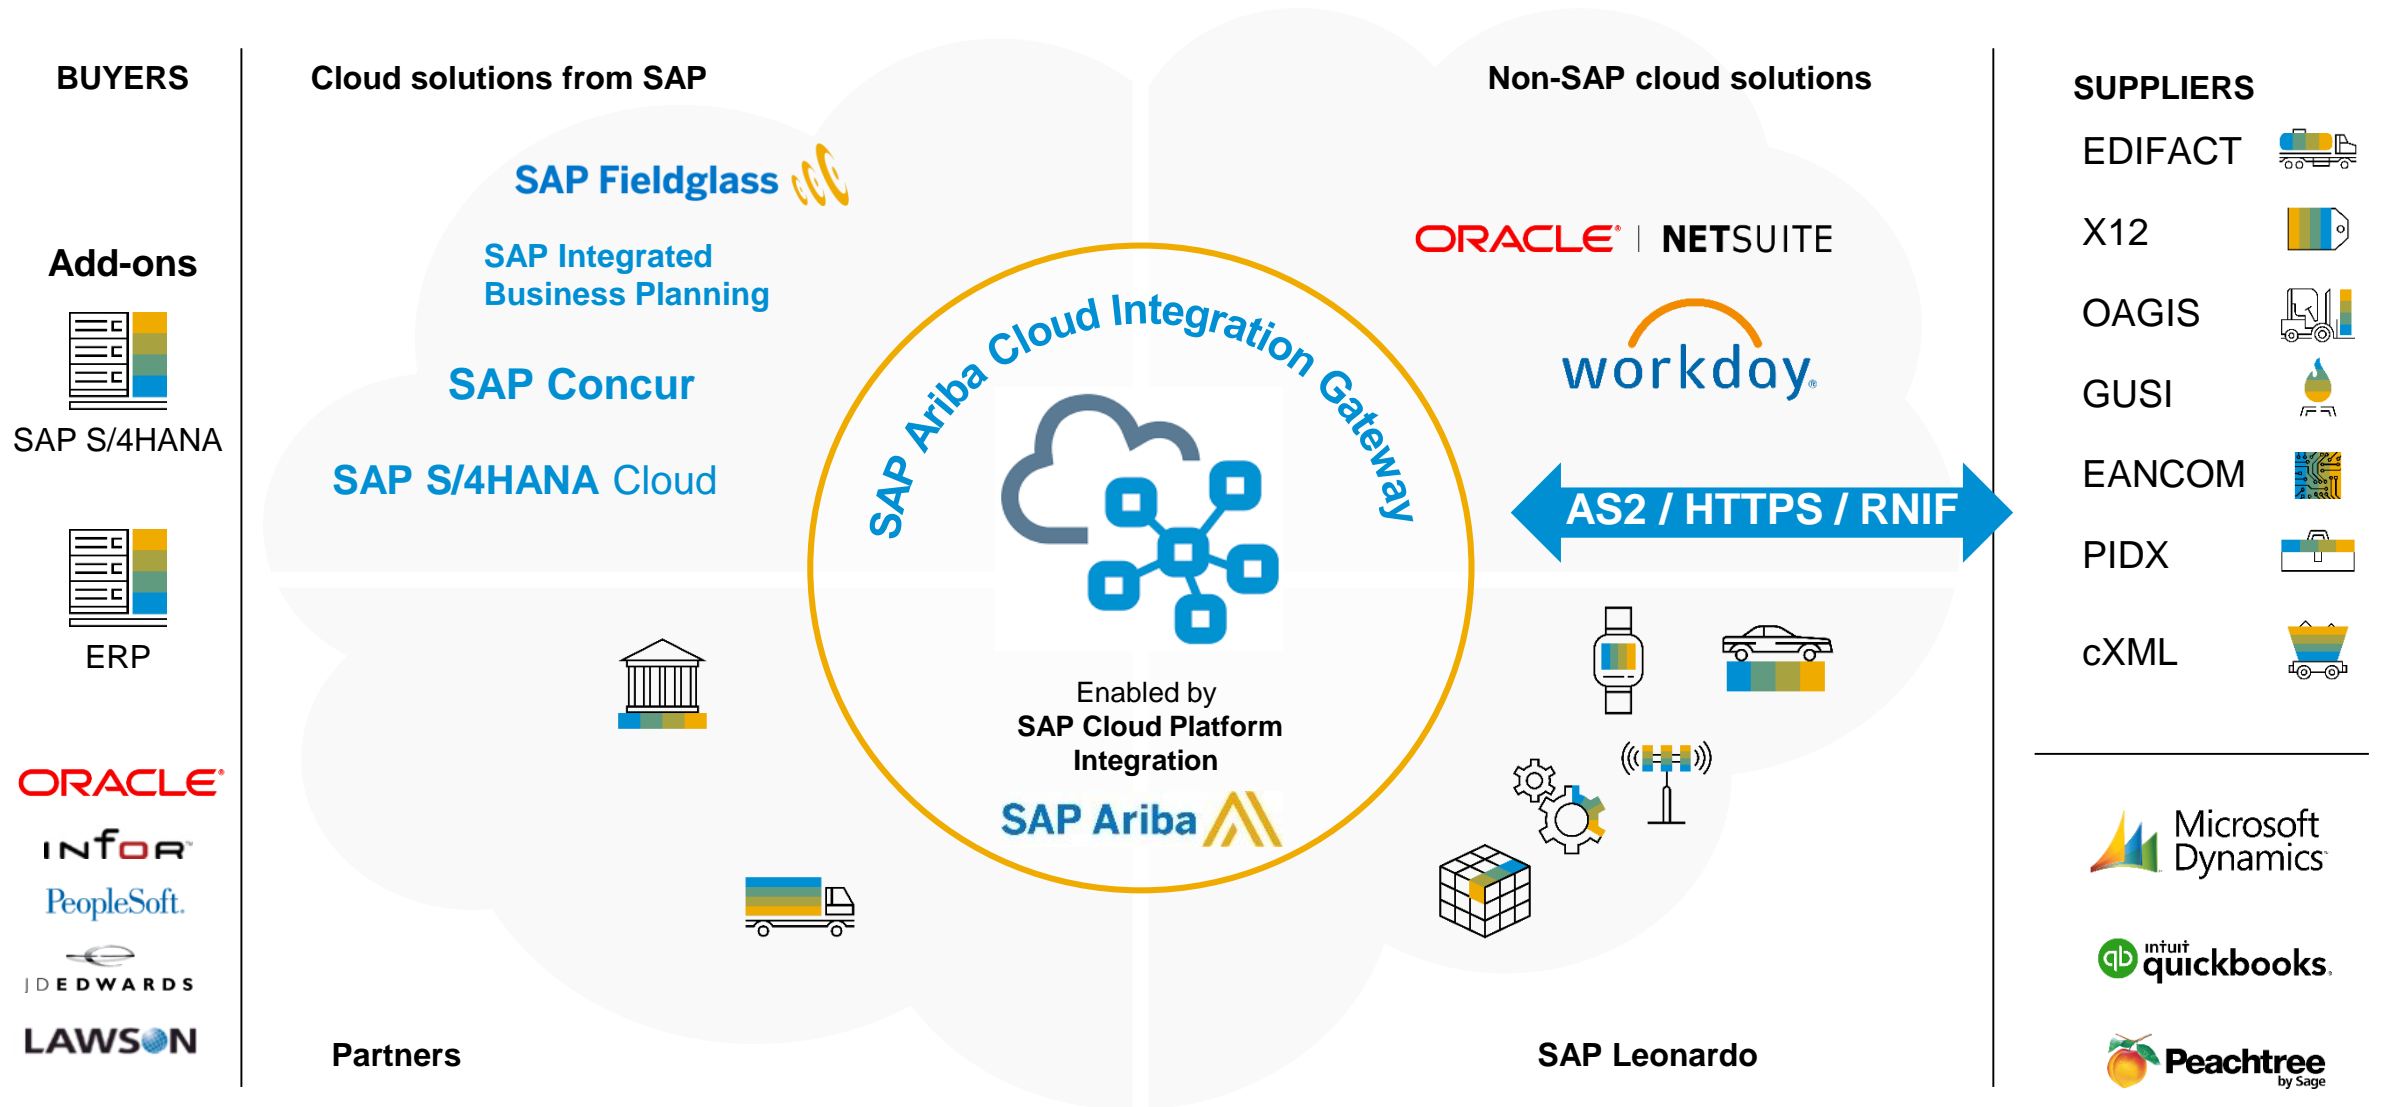 BUYERS
Add-ons
SAP S/4HANA
ERP
ORACLE®
infor™
PeopleSoft.
JDEDWARDS
LAWSON
Cloud solutions from SAP
SAP Fieldglass
SAP Integrated
Business Planning
SAP Concur
SAP S/4HANA Cloud
Partners
SAP Ariba Cloud Integration Gateway
Enabled by
SAP Cloud Platform
Integration
SAP Ariba
Non-SAP cloud solutions
ORACLE® | NETSUITE
workday®
AS2 / HTTPS / RNIF
SAP Leonardo
SUPPLIERS
EDIFACT
X12
OAGIS
GUSI
EANCOM
PIDX
cXML
Microsoft
Dynamics
qb
intuit
quickbooks.
Peachtree
by Sage